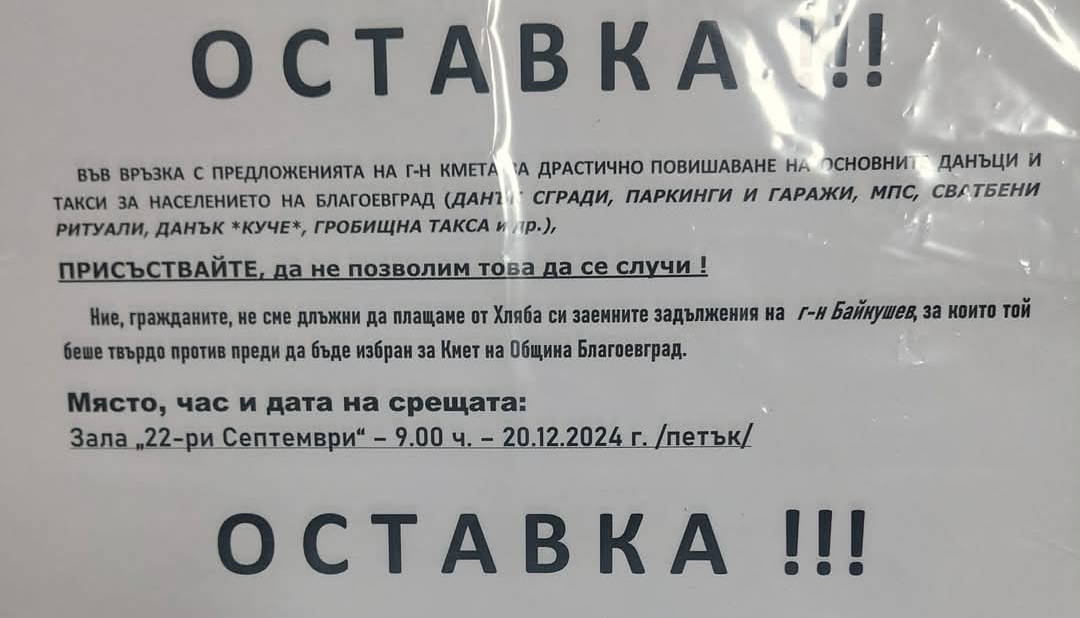 ОСТАВКА !!!
ВЪВ ВРЪЗКА С ПРЕДЛОЖЕНИЯТА НА Г-Н КМЕТА ЗА ДРАСТИЧНО ПОВИШАВАНЕ НА ОСНОВНИТЕ ДАНЪЦИ И
ТАКСИ ЗА НАСЕЛЕНИЕТО НА БЛАГОЕВГРАД (ДАНЪК СГРАДИ, ПАРКИНГИ И ГАРАЖИ, МПС, СВАТБЕНИ
РИТУАЛИ, ДАНЪК *КУЧЕ*, ГРОБИЩНА ТАКСА и др.),
ПРИСЪСТВАЙТЕ, да не позволим това да се случи !
Ние, гражданите, не сме длъжни да плащаме от Хляба си заемните задължения на г-н Байкушев, за които той
беше твърдо против преди да бъде избран за Кмет на Община Благоевград.
Място, час и дата на срещата:
Зала „22-ри Септември“ – 9.00 ч. – 20.12.2024 г. /петък/
ОСТАВКА !!!